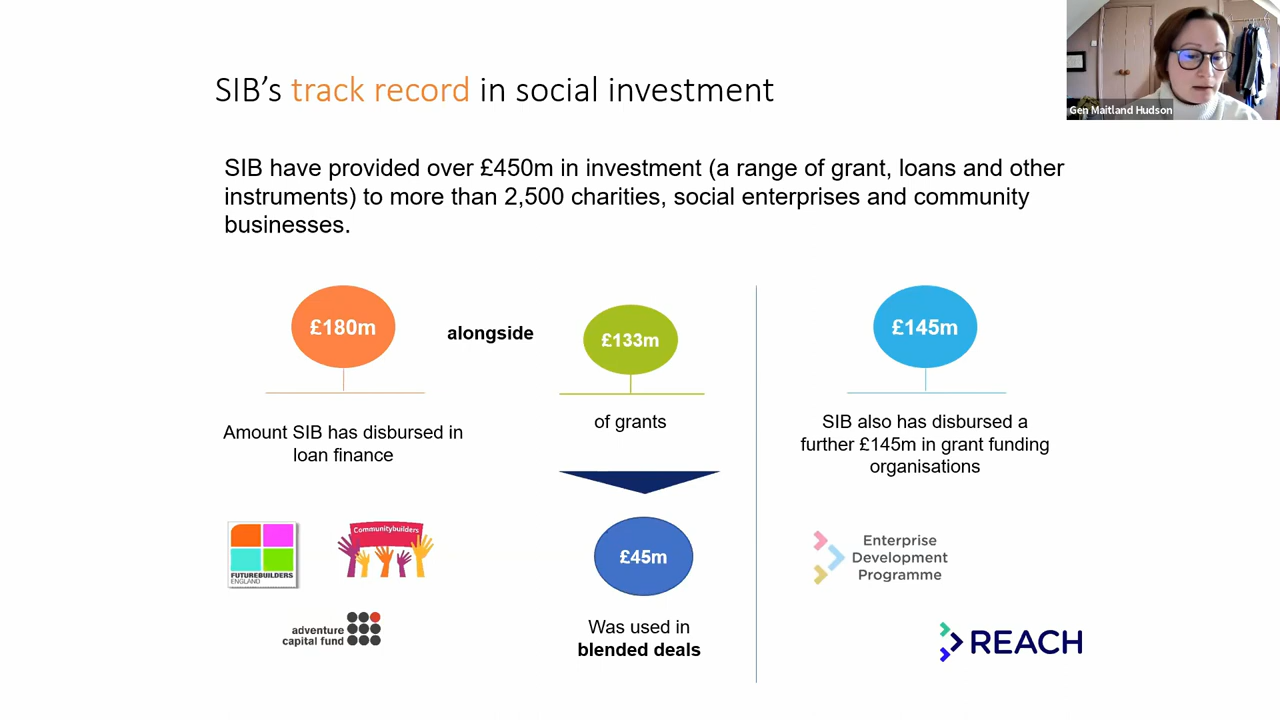 SIB's track record in social investment
Gen Maitland Hudson
SIB have provided over £450m in investment (a range of grant, loans and other
instruments) to more than 2,500 charities, social enterprises and community
businesses.
£180m
alongside
£133m
£145m
Amount SIB has disbursed in
loan finance
of grants
SIB also has disbursed a
further £145m in grant funding
organisations
FUTUREBUILDERS
ENGLAND
Communitybuilders
adventure
capital fund
£45m
Was used in
blended deals
Enterprise
Development
Programme
REACH